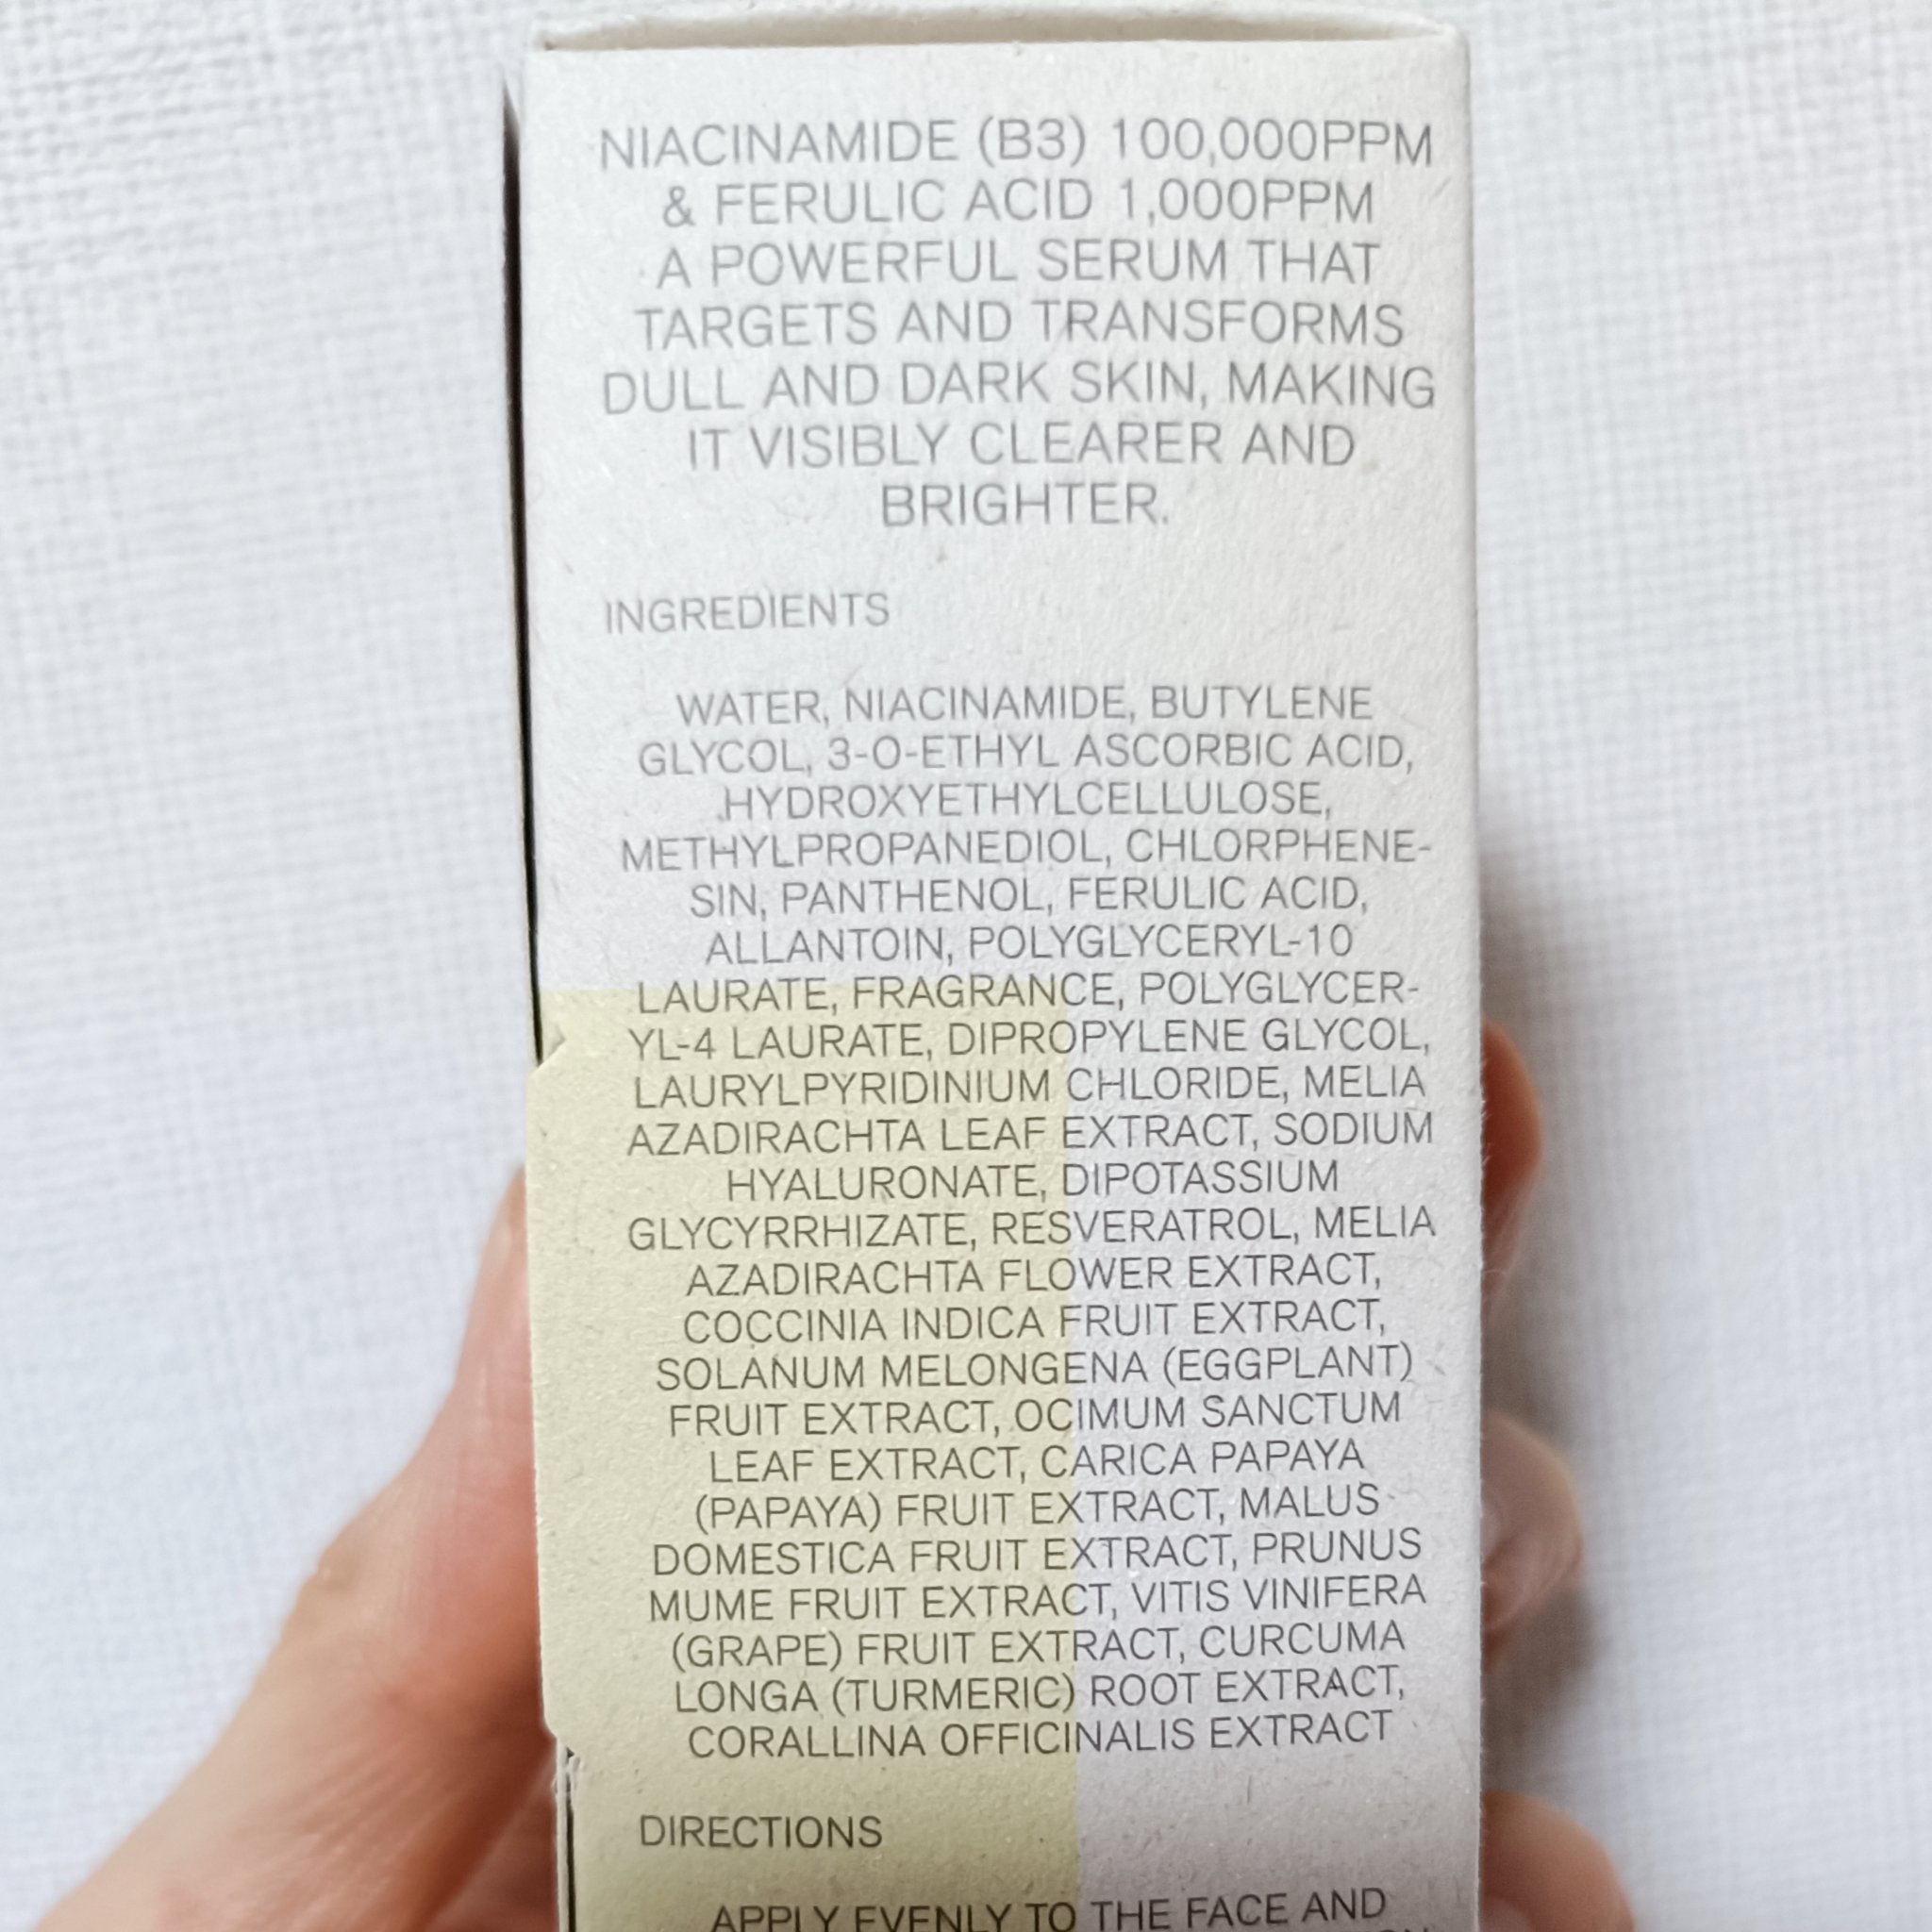 NIACINAMIDE (B3) 100,000PPM
& FERULIC ACID 1,000PPM
A POWERFUL SERUM THAT
TARGETS AND TRANSFORMS
DULL AND DARK SKIN, MAKING
IT VISIBLY CLEARER AND
BRIGHTER.
INGREDIENTS
WATER, NIACINAMIDE, BUTYLENE
GLYCOL, 3-O-ETHYL ASCORBIC ACID,
HYDROXYETHYLCELLULOSE,
METHYLPROPANEDIOL, CHLORPHENE-
SIN, PANTHENOL, FERULIC ACID,
ALLANTOIN, POLYGLYCERYL-10
LAURATE, FRAGRANCE, POLYGLYCER-
YL-4 LAURATE, DIPROPYLENE GLYCOL,
LAURYLPYRIDINIUM CHLORIDE, MELIA
AZADIRACHTA LEAF EXTRACT, SODIUM
HYALURONATE, DIPOTASSIUM
GLYCYRRHIZATE, RESVERATROL, MELIA
AZADIRACHTA FLOWER EXTRACT,
COCCINIA INDICA FRUIT EXTRACT,
SOLANUM MELONGENA (EGGPLANT)
FRUIT EXTRACT, OCIMUM SANCTUM
LEAF EXTRACT, CARICA PAPAYA
(PAPAYA) FRUIT EXTRACT, MALUS
DOMESTICA FRUIT EXTRACT, PRUNUS
MUME FRUIT EXTRACT, VITIS VINIFERA
(GRAPE) FRUIT EXTRACT, CURCUMA
LONGA (TURMERIC) ROOT EXTRACT,
CORALLINA OFFICINALIS EXTRACT
DIRECTIONS
APPLY EVENLY TO THE FACE AND